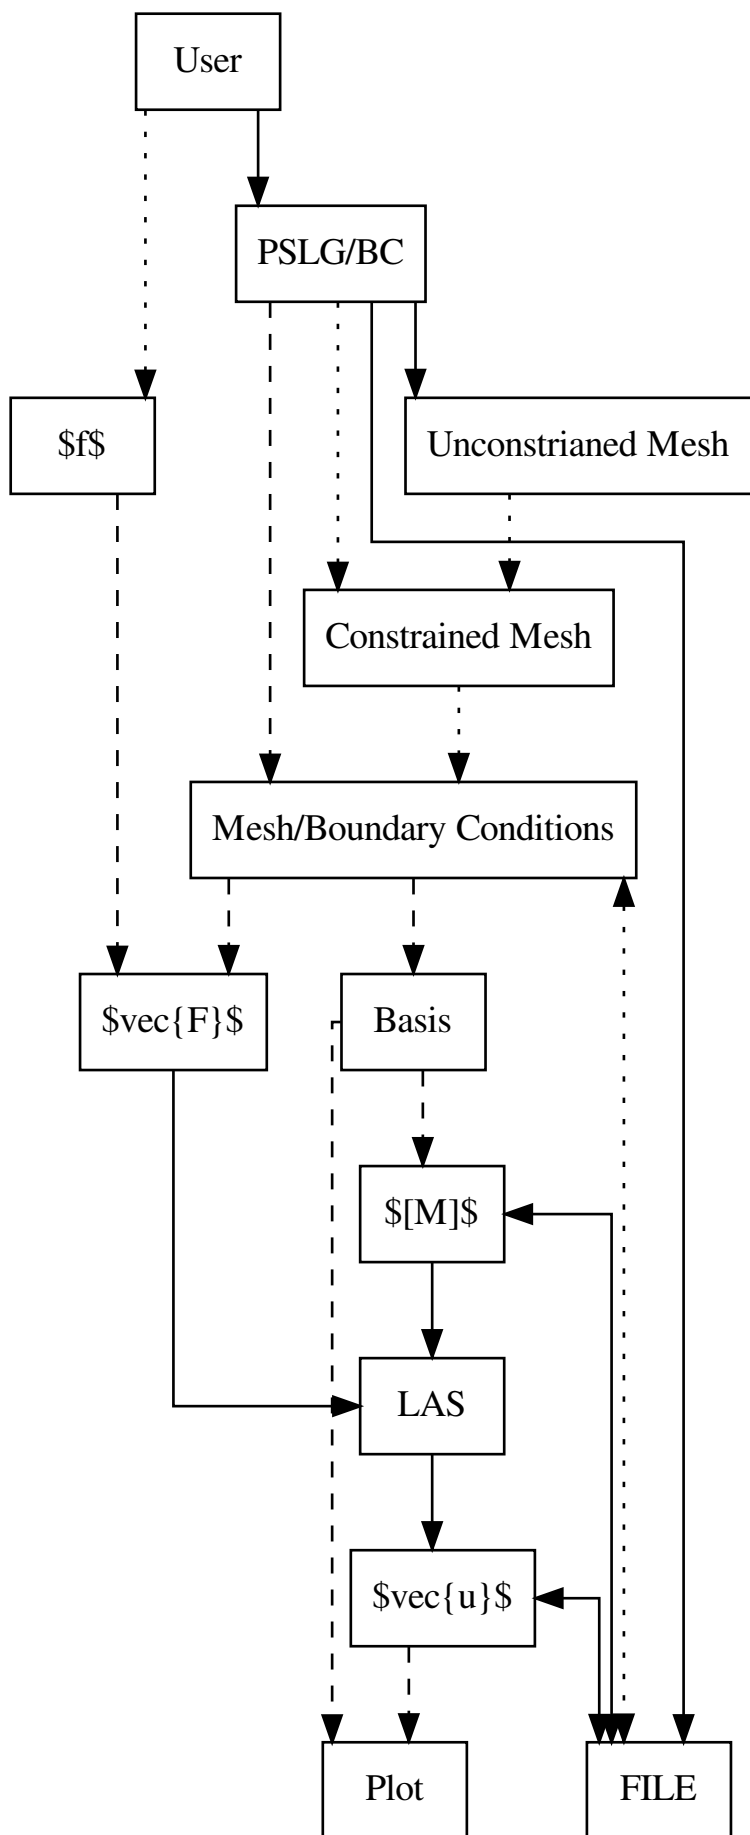 User
PSLG/BC
$f$
Unconstrianed Mesh
Constrained Mesh
Mesh/Boundary Conditions
$vec{F}$
Basis
$[M]$
LAS
$vec{u}$
Plot
FILE